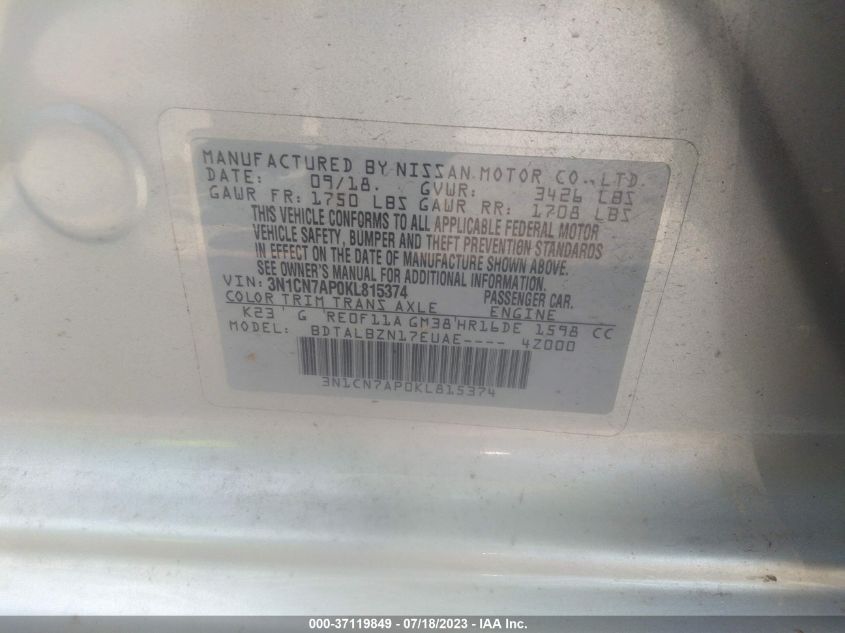 MANUFACTURED BY NISSAN MOTOR CO., LTD.
DATE: 09/18. GVWR: 3426 LBS
GAWR FR: 1750 LBS GAWR RR: 1708 LBS
THIS VEHICLE CONFORMS TO ALL APPLICABLE FEDERAL MOTOR
VEHICLE SAFETY, BUMPER AND THEFT PREVENTION STANDARDS
IN EFFECT ON THE DATE OF MANUFACTURE SHOWN ABOVE.
SEE OWNER'S MANUAL FOR ADDITIONAL INFORMATION.
VIN: 3N1CN7AP0KL815374 PASSENGER CAR.
COLOR TRIM TRANS AXLE ENGINE
K23' G 'RE0F11A GM38'HR16DE 1598 CC
MODEL: BDTALBZN17EUAE---- 4Z000
3N1CN7AP0KL815374
000-37119849 - 07/18/2023 - IAA Inc.